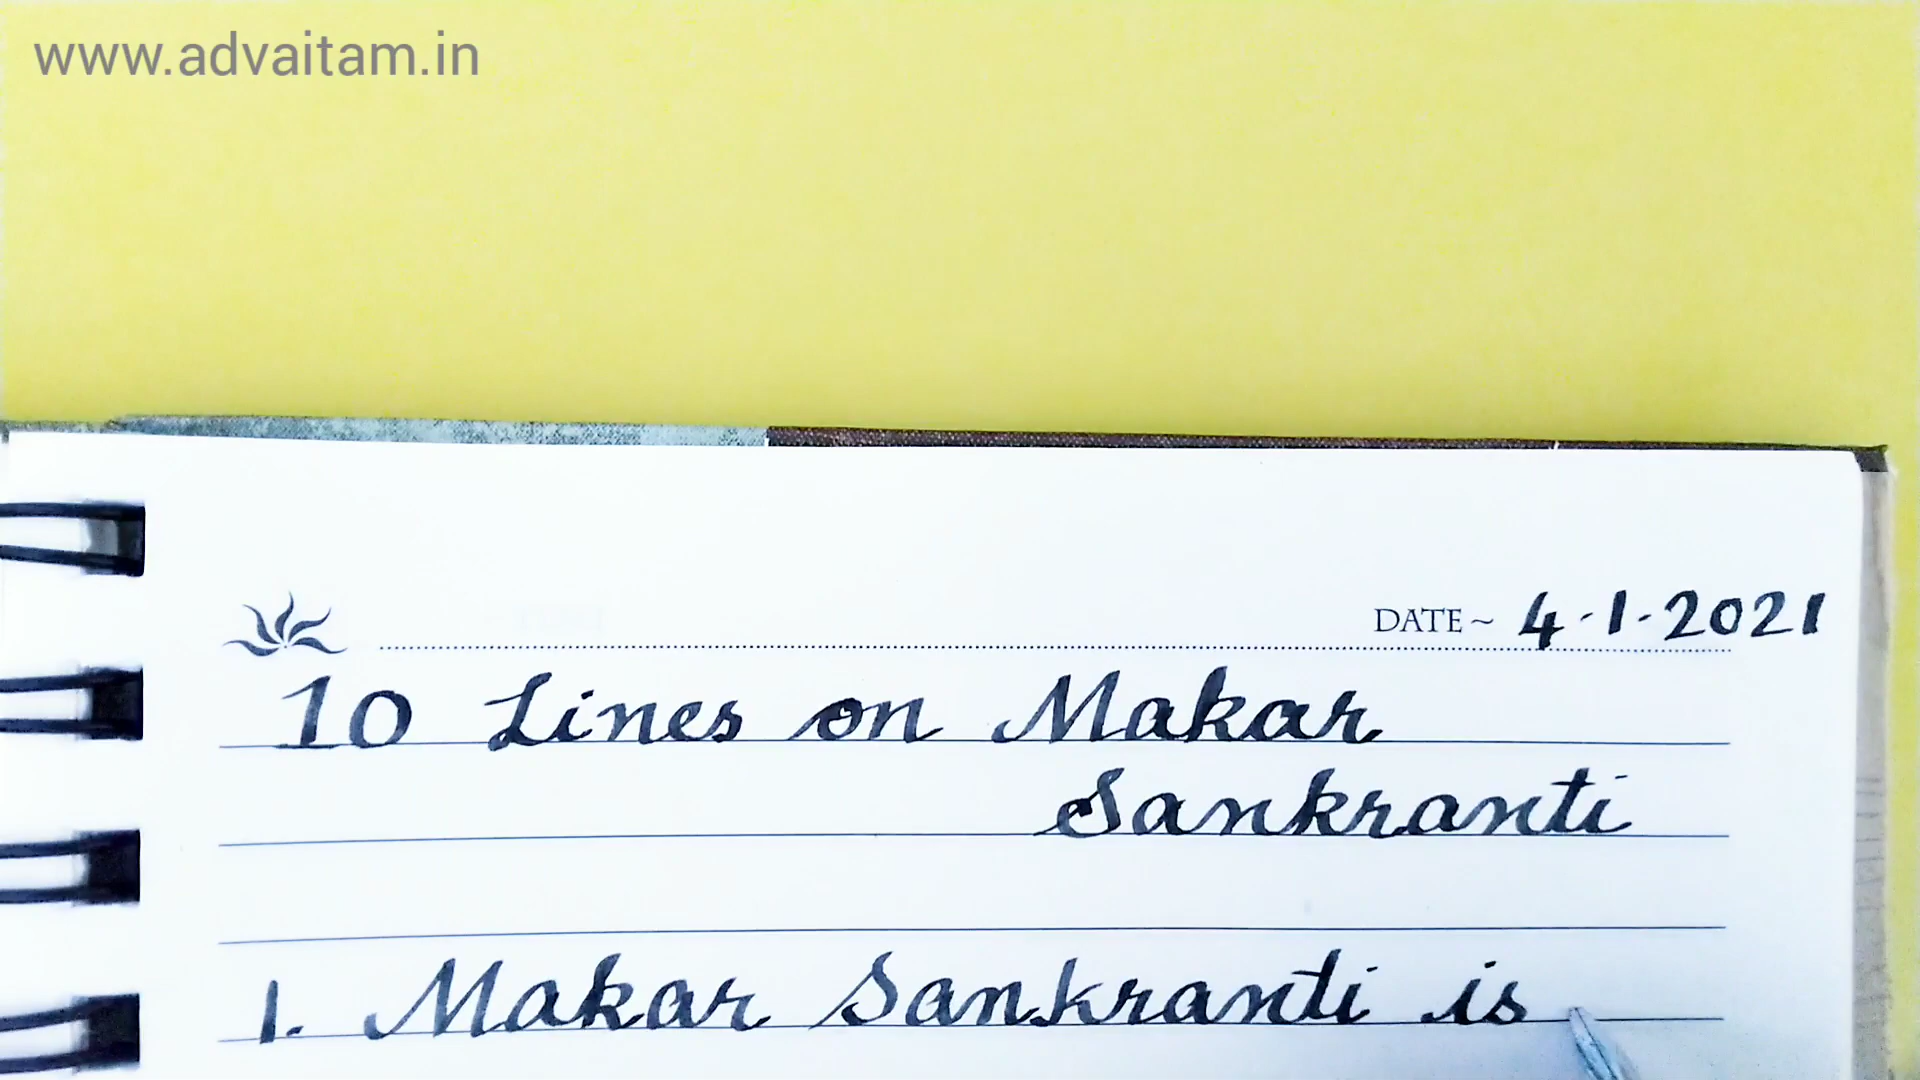 www.advaitam.in
DATE~ 4-1-2021
10 Lines on Makar
Sankranti
1. Makar Sankranti is